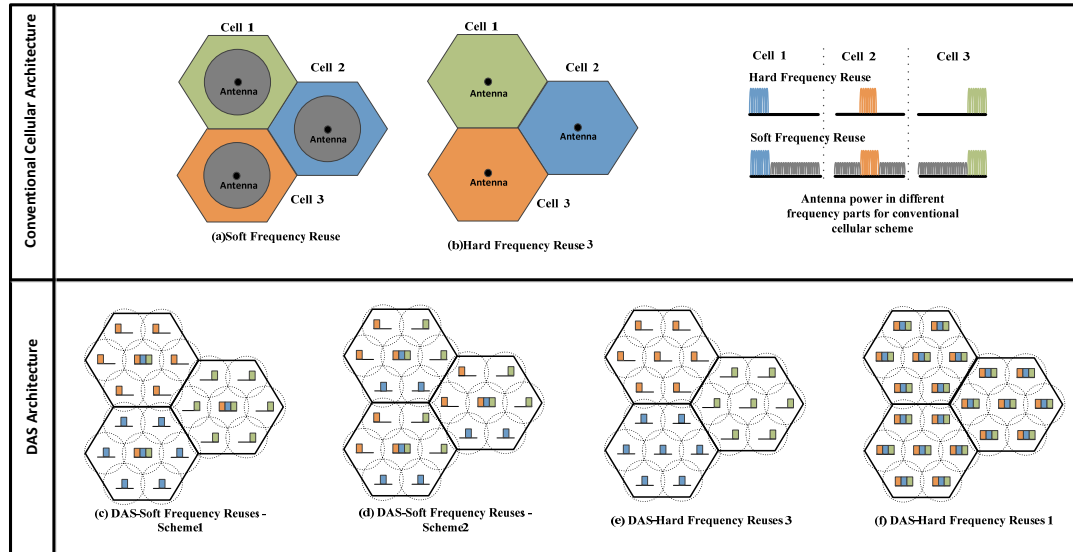 Conventional Cellular Architecture
Cell 1
Cell 2
Antenna
Antenna
Antenna
Cell 3
(a)Soft Frequency Reuse
Cell 1
Cell 2
Antenna
Antenna
Antenna
Cell 3
(b)Hard Frequency Reuse 3
Cell 1
Cell 2
Cell 3
Hard Frequency Reuse
Soft Frequency Reuse
Antenna power in different
frequency parts for conventional
cellular scheme
DAS Architecture
(c) DAS-Soft Frequency Reuses -
Scheme1
(d) DAS-Soft Frequency Reuses -
Scheme2
(e) DAS-Hard Frequency Reuses 3
(f) DAS-Hard Frequency Reuses 1